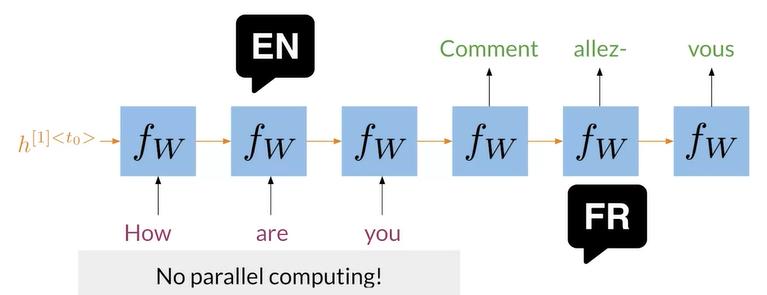 EN
Comment allez- vous
h^{[1]<t_0>} f_W f_W f_W f_W f_W f_W
FR
How are you
No parallel computing!